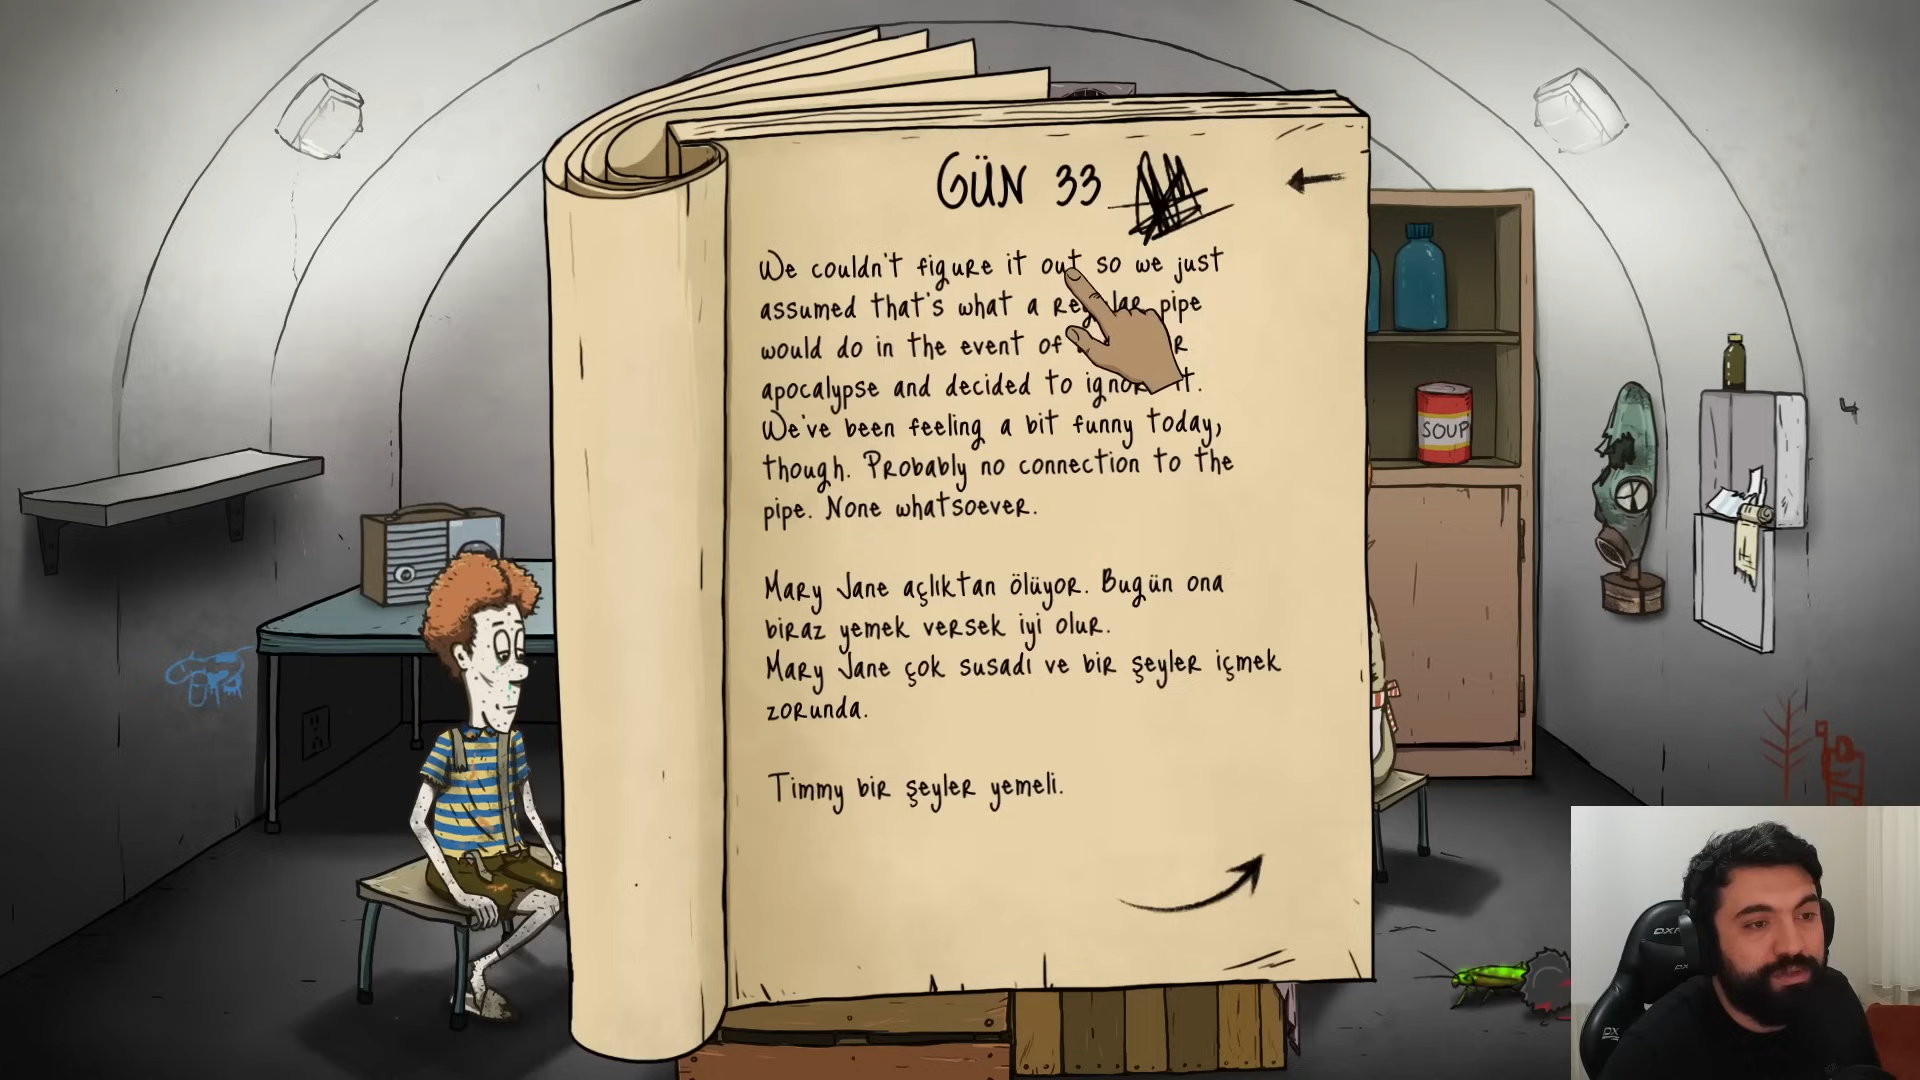 GÜN 33
We couldn't figure it out so we just
assumed that's what a pipe
would do in the event of
apocalypse and decided to
We've been feeling a bit funny today,
though. Probably no connection to the
pipe. None whatsoever.
Mary Jane açlıktan ölüyor. Bugün ona
biraz yemek versek iyi olur.
Mary Jane çok susadı ve bir şeyler içmek
zorunda.
Timmy bir şeyler yemeli.
SOUP